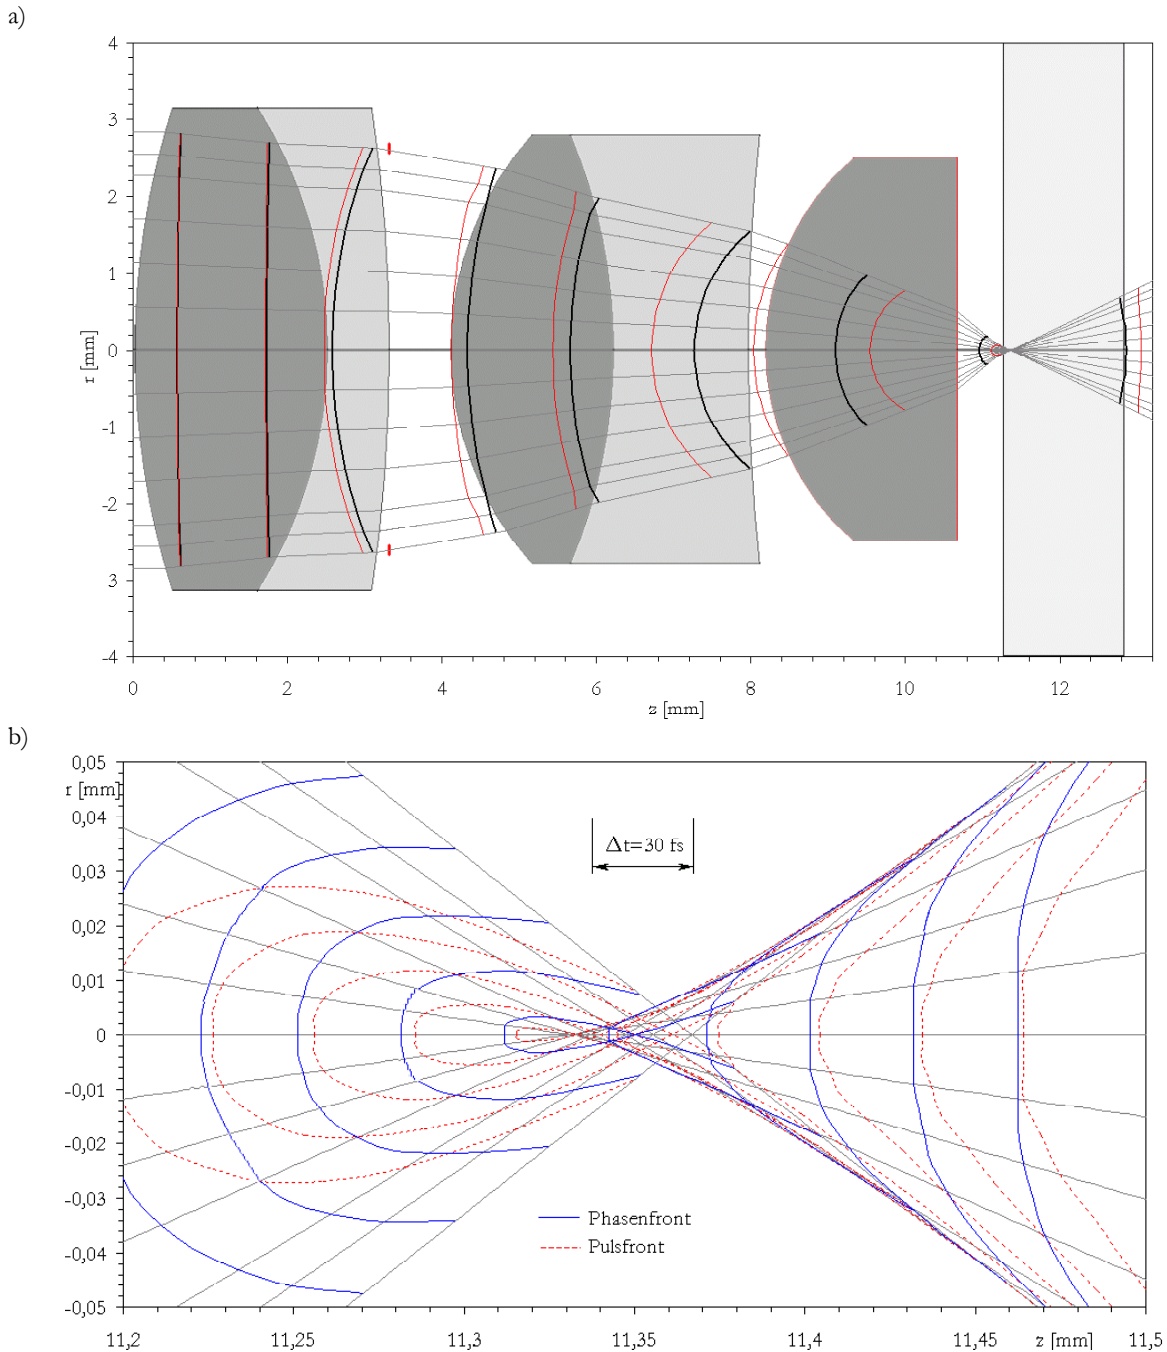 a)
4
3
2
1
0
-1
-2
3
-4
r [mm]
0 2 4 6 8 10 12
z [mm]
b)
0,05
r [mm]
0,04
0,03
0,02
0,01
0
-0,01
-0,02
-0,03
-0,04
-0,05
Δt=30 fs
Phasenfront
Pulsfront
11,2 11,25 11,3 11,35 11,4 11,45 z [mm] 11,5